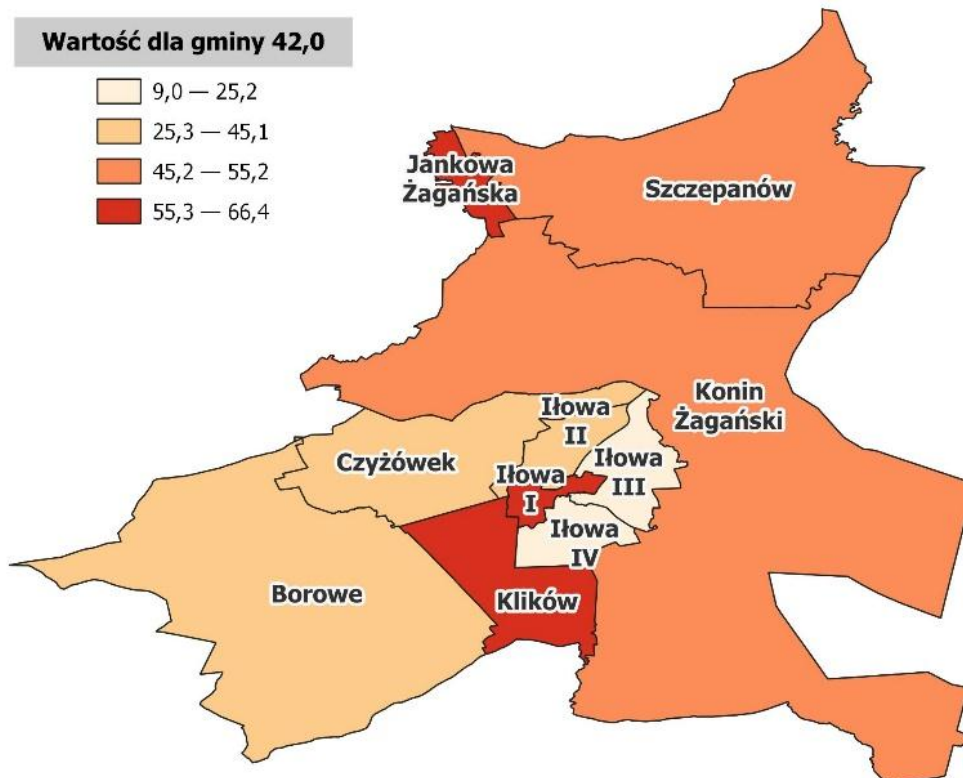 Wartość dla gminy 42,0
9,0 — 25,2
25,3 — 45,1
45,2 — 55,2
55,3 — 66,4
Jankowa
Żagańska
Szczepanów
Konin
Żagański
Iłowa
II
Czyżówek
Iłowa
III
Iłowa
I
Iłowa
IV
Borowe
Klików